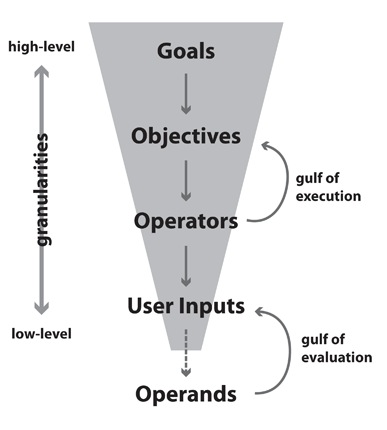 high-level
Goals
Objectives
granularities
gulf of
execution
Operators
User Inputs
low-level
gulf of
evaluation
Operands